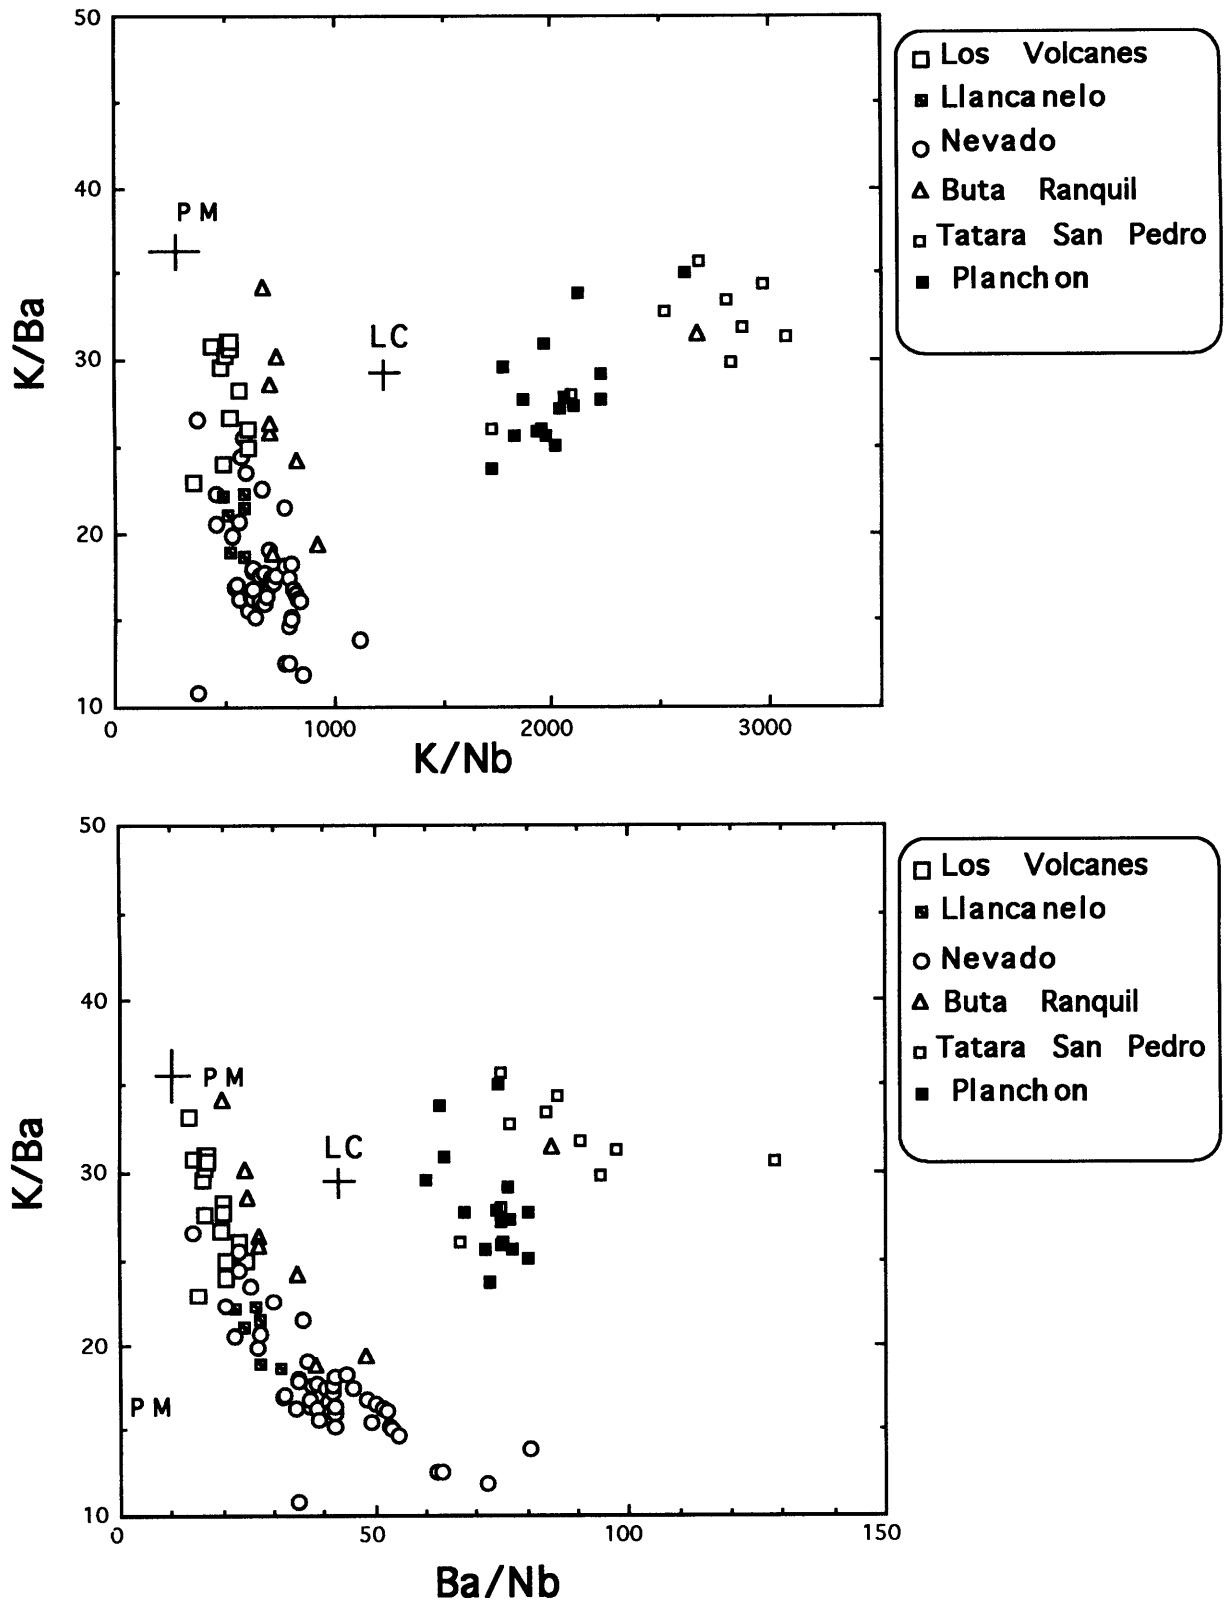 50
40
30
20
10
K/Ba
PM
LC
0
1000
2000
3000
K/Nb
Los Volcanes
Llancanelo
Nevado
Buta Ranquil
Tatara San Pedro
Planchon
50
40
30
20
10
K/Ba
PM
LC
PM
0
50
100
150
Ba/Nb
Los Volcanes
Llancanelo
Nevado
Buta Ranquil
Tatara San Pedro
Planchon